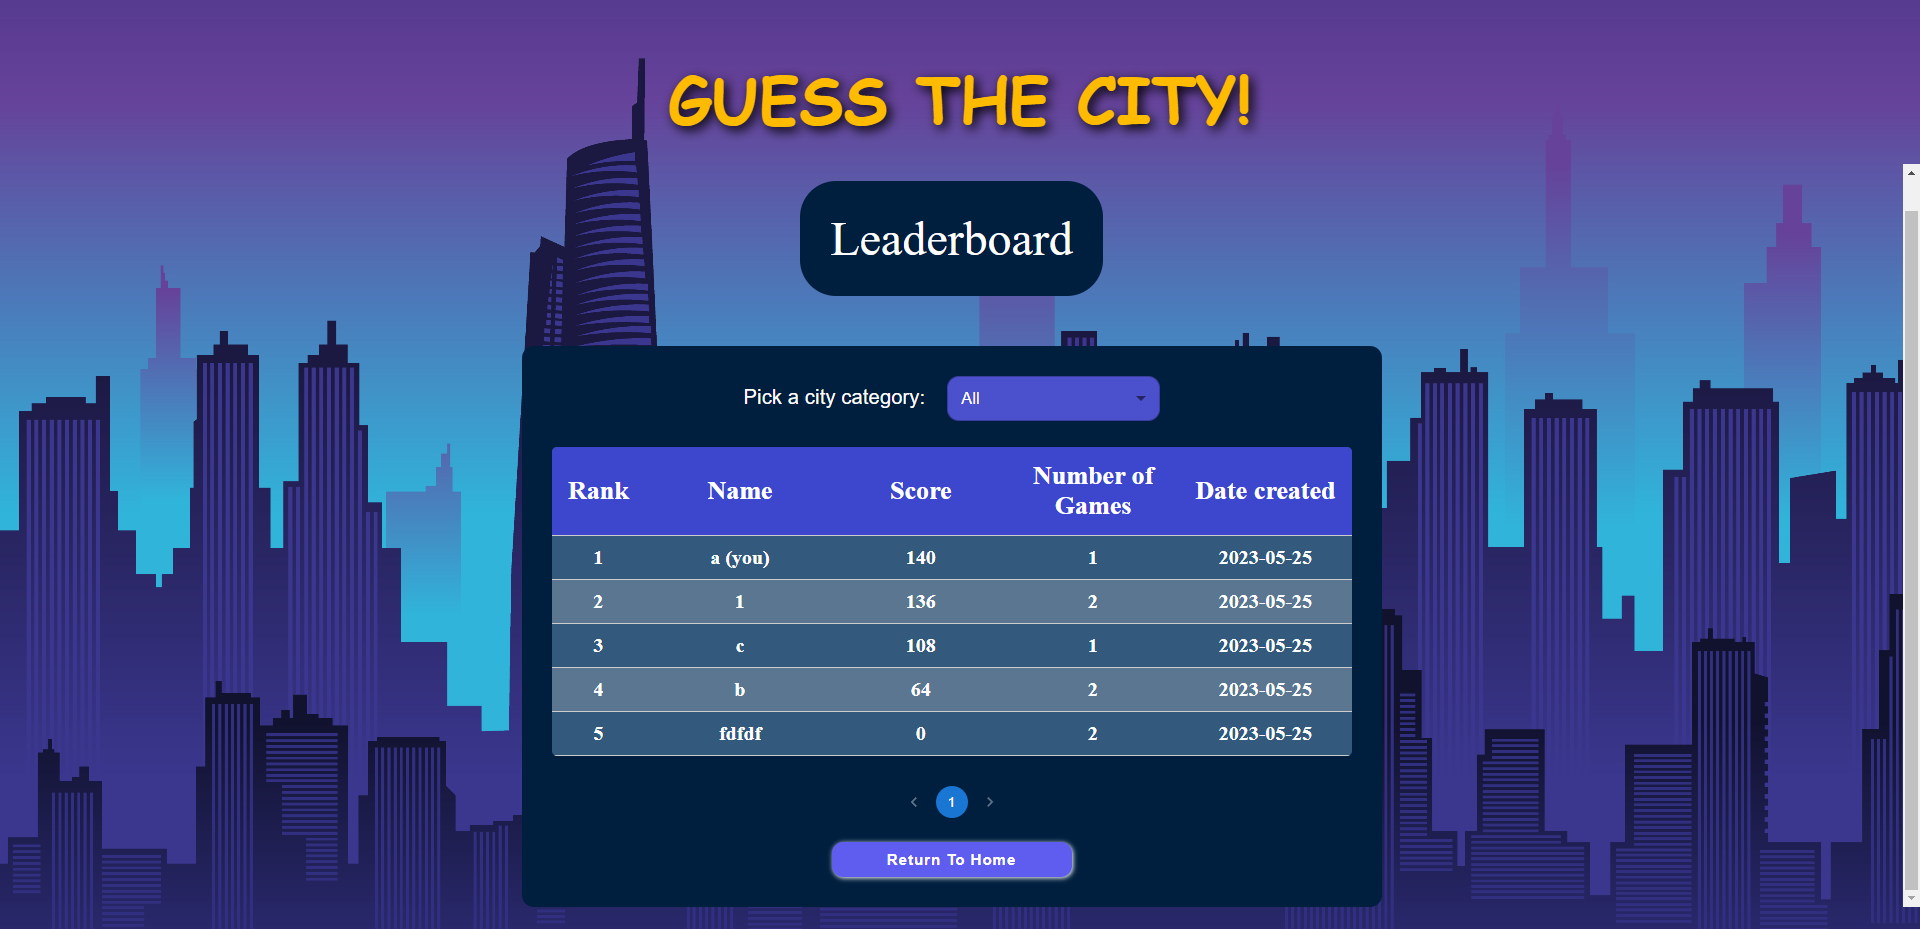 GUESS THE CITY!
Leaderboard
Pick a city category: All
Rank Name Score Number of Games Date created
1 a (you) 140 1 2023-05-25
2 1 136 2 2023-05-25
3 c 108 1 2023-05-25
4 b 64 2 2023-05-25
5 fdfdf 0 2 2023-05-25
1
Return To Home